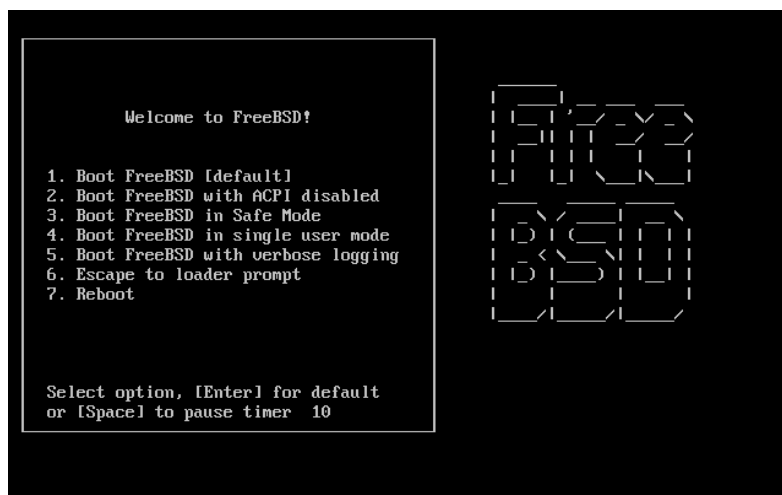 Welcome to FreeBSD!
1. Boot FreeBSD [default]
2. Boot FreeBSD with ACPI disabled
3. Boot FreeBSD in Safe Mode
4. Boot FreeBSD in single user mode
5. Boot FreeBSD with verbose logging
6. Escape to loader prompt
7. Reboot
Select option, [Enter] for default
or [Space] to pause timer  10
Free
BSD